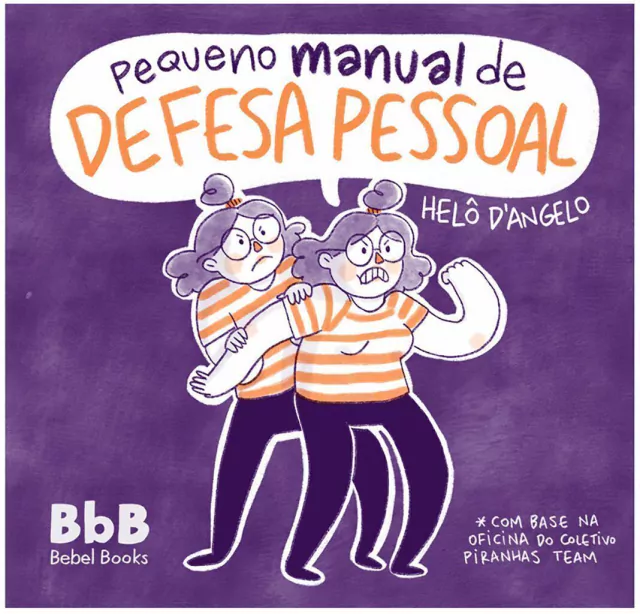 Pequeno manual de
DEFESA PESSOAL
HELÔ D'ANGELO
BbB
Bebel Books
* COM BASE NA
OFICINA DO COLETIVO
PIRANHAS TEAM